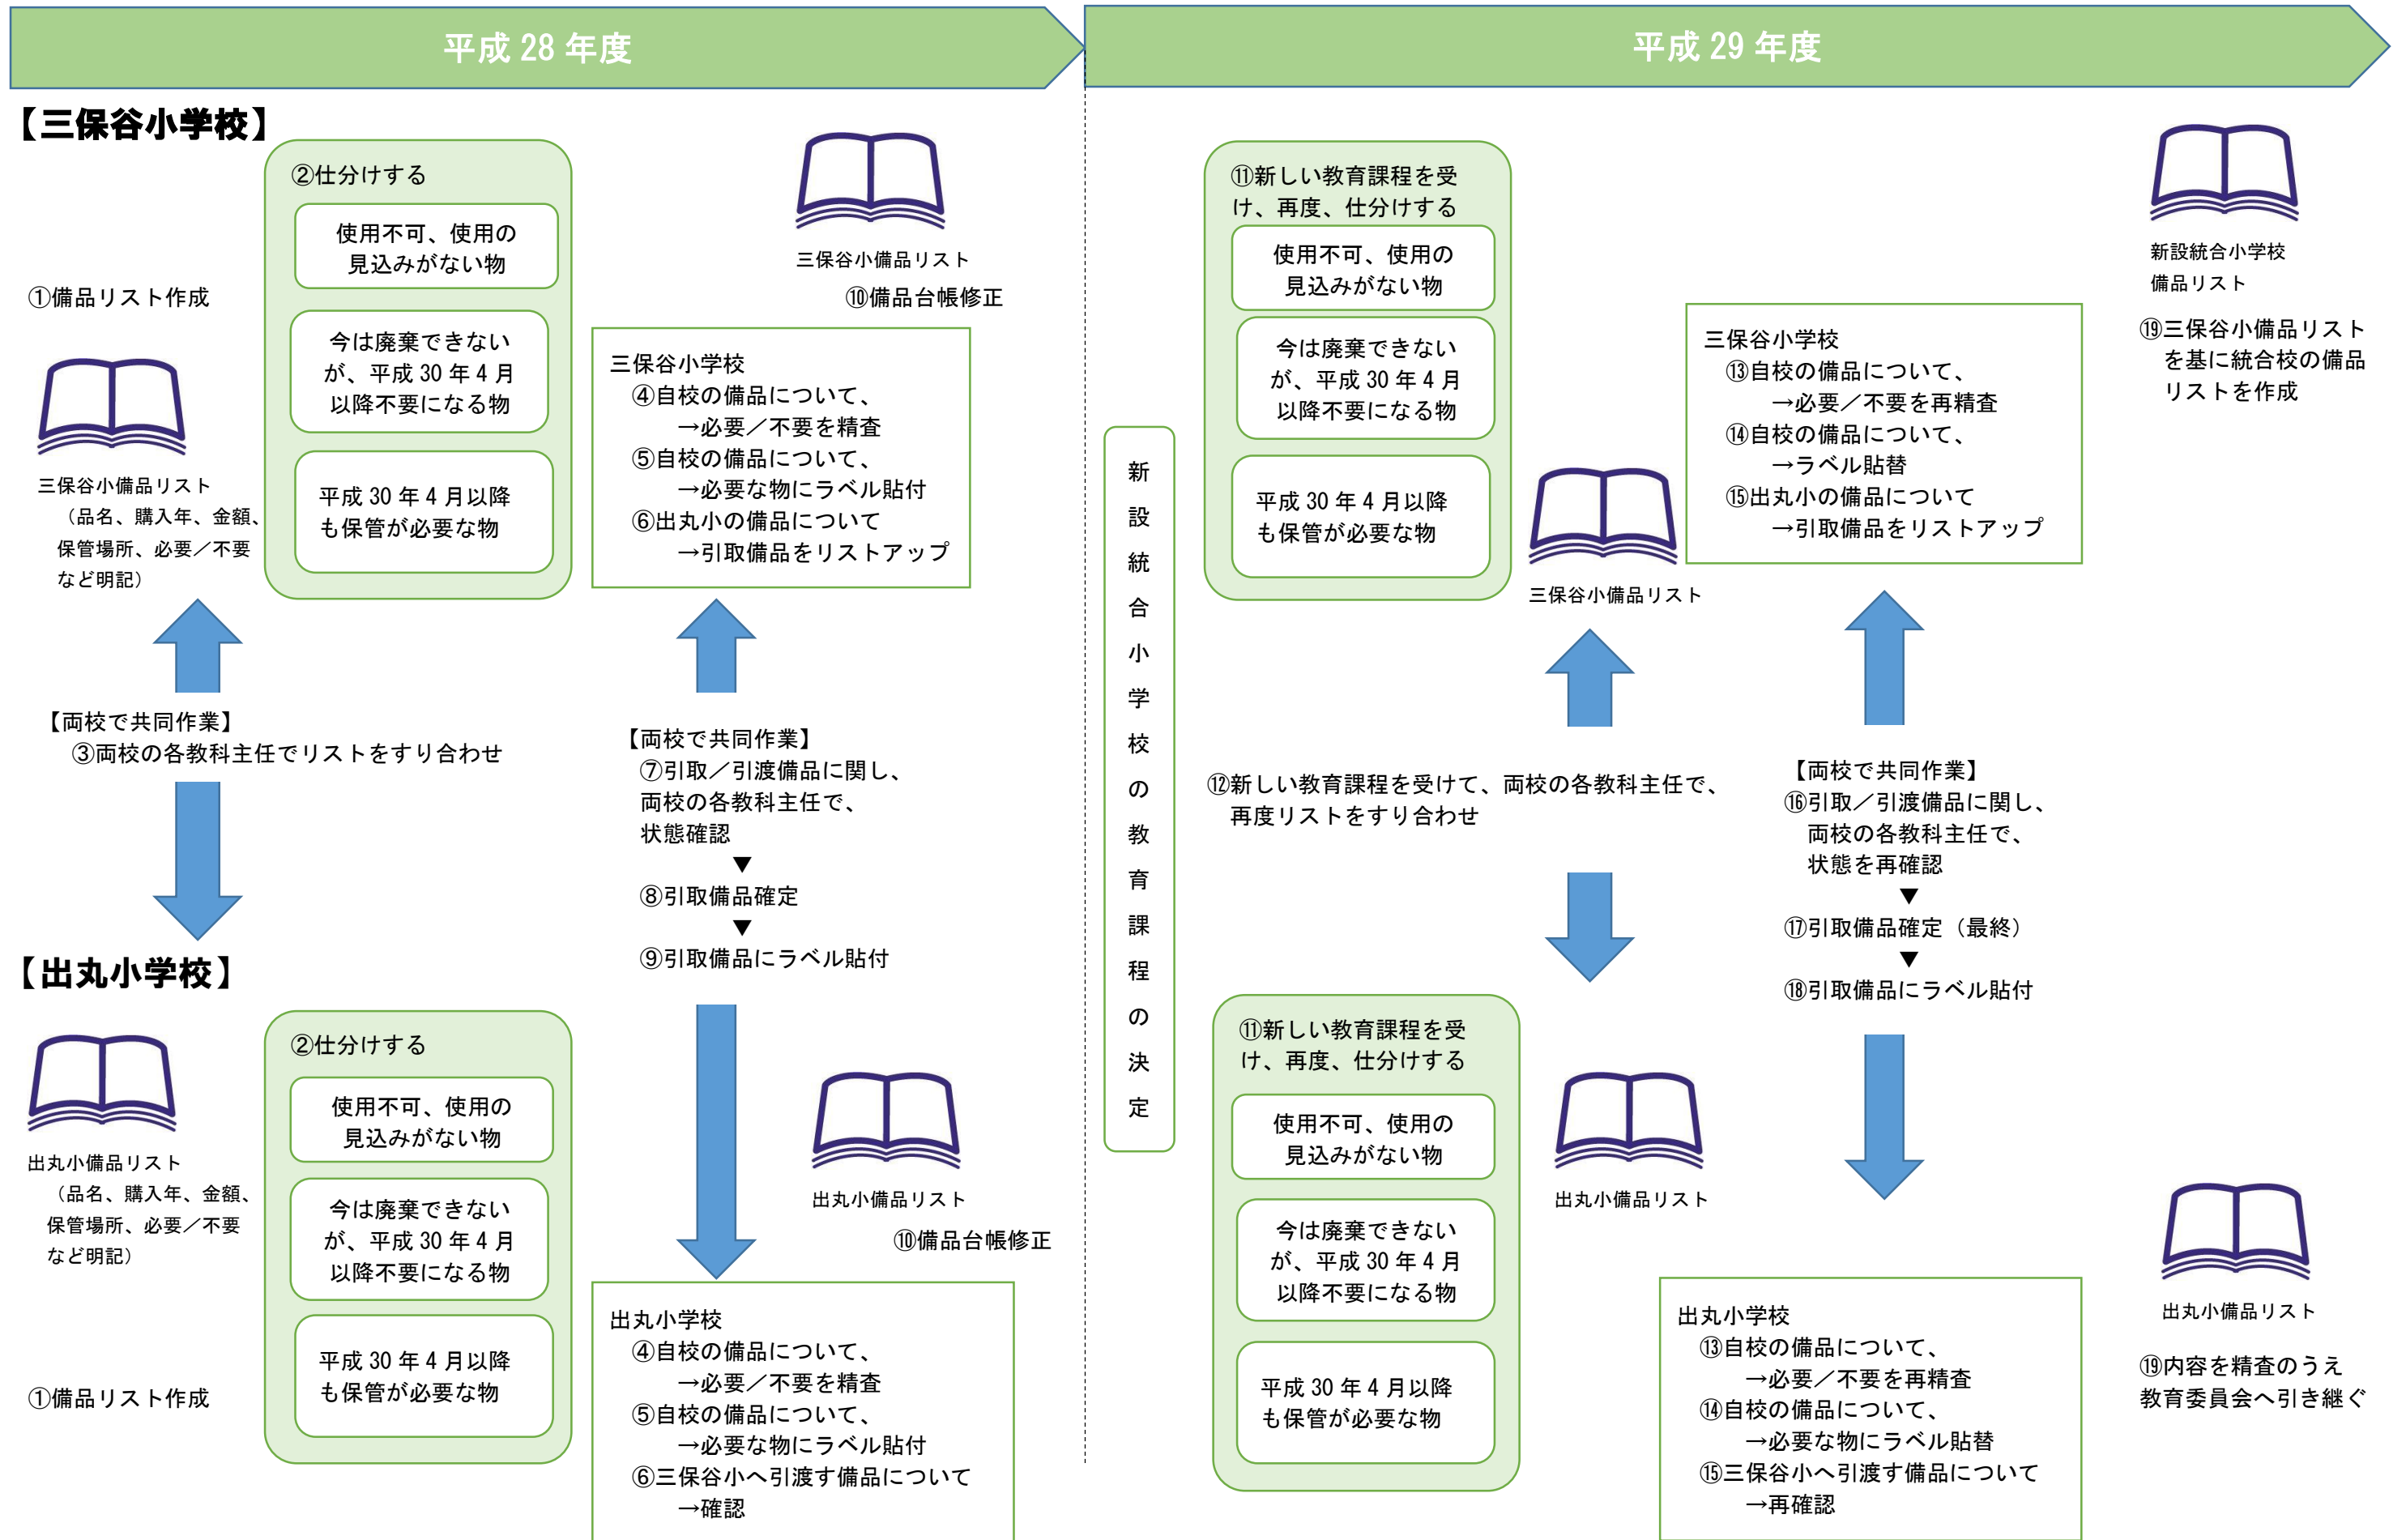 平成 28 年度
平成 29 年度
【三保谷小学校】
①備品リスト作成
三保谷小備品リスト
（品名、購入年、金額、
保管場所、必要／不要
など明記）
②仕分けする
使用不可、使用の
見込みがない物
今は廃棄できない
が、平成 30 年 4 月
以降不要になる物
平成 30 年 4 月以降
も保管が必要な物
三保谷小備品リスト
⑩備品台帳修正
三保谷小学校
④自校の備品について、
→必要／不要を精査
⑤自校の備品について、
→必要な物にラベル貼付
⑥出丸小の備品について
→引取備品をリストアップ
【両校で共同作業】
③両校の各教科主任でリストをすり合わせ
【両校で共同作業】
⑦引取／引渡備品に関し、
両校の各教科主任で、
状態確認
▼
⑧引取備品確定
▼
⑨引取備品にラベル貼付
【出丸小学校】
出丸小備品リスト
（品名、購入年、金額、
保管場所、必要／不要
など明記）
①備品リスト作成
②仕分けする
使用不可、使用の
見込みがない物
今は廃棄できない
が、平成 30 年 4 月
以降不要になる物
平成 30 年 4 月以降
も保管が必要な物
出丸小備品リスト
⑩備品台帳修正
出丸小学校
④自校の備品について、
→必要／不要を精査
⑤自校の備品について、
→必要な物にラベル貼付
⑥三保谷小へ引渡す備品について
→確認
新設統合小学校の教育課程の決定
⑪新しい教育課程を受
け、再度、仕分けする
使用不可、使用の
見込みがない物
今は廃棄できない
が、平成 30 年 4 月
以降不要になる物
平成 30 年 4 月以降
も保管が必要な物
三保谷小備品リスト
三保谷小学校
⑬自校の備品について、
→必要／不要を再精査
⑭自校の備品について、
→ラベル貼替
⑮出丸小の備品について
→引取備品をリストアップ
新設統合小学校
備品リスト
⑲三保谷小備品リスト
を基に統合校の備品
リストを作成
⑫新しい教育課程を受けて、両校の各教科主任で、
再度リストをすり合わせ
【両校で共同作業】
⑯引取／引渡備品に関し、
両校の各教科主任で、
状態を再確認
▼
⑰引取備品確定（最終）
▼
⑱引取備品にラベル貼付
⑪新しい教育課程を受
け、再度、仕分けする
使用不可、使用の
見込みがない物
今は廃棄できない
が、平成 30 年 4 月
以降不要になる物
平成 30 年 4 月以降
も保管が必要な物
出丸小備品リスト
出丸小学校
⑬自校の備品について、
→必要／不要を再精査
⑭自校の備品について、
→必要な物にラベル貼替
⑮三保谷小へ引渡す備品について
→再確認
出丸小備品リスト
⑲内容を精査のうえ
教育委員会へ引き継ぐ